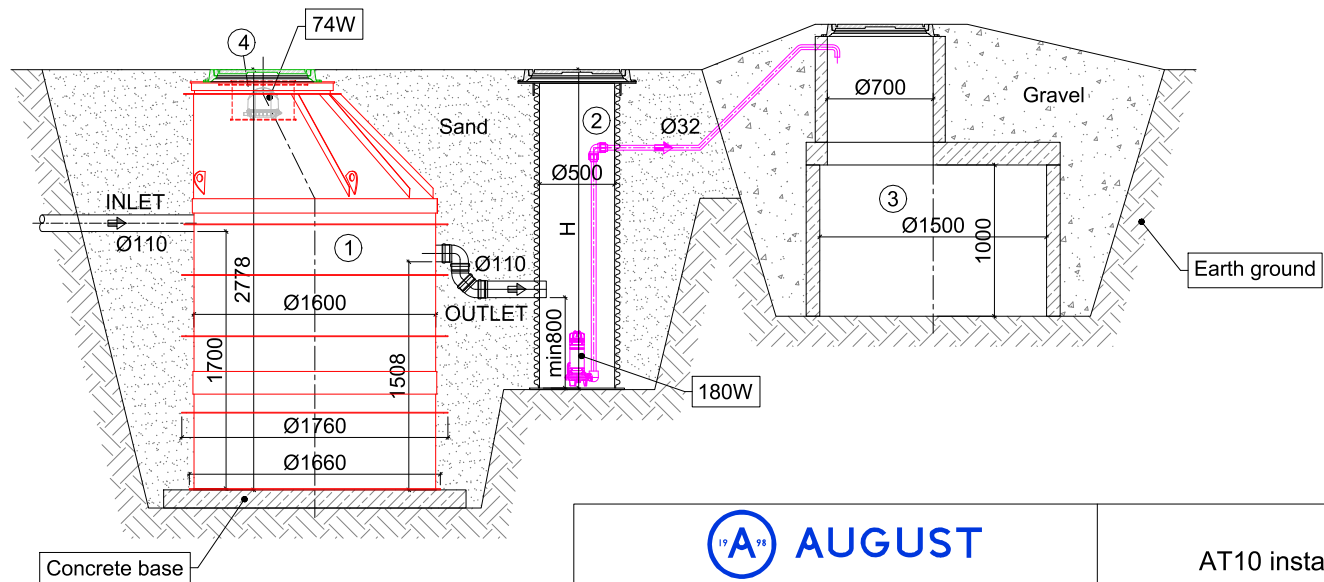 74W
4
Sand
2
Ø32
Ø700
Gravel
Ø500
INLET
Ø110
1
2778
H
3
Ø1500
1000
Earth ground
Ø110
OUTLET
Ø1600
1700
1508
min800
180W
Ø1760
Ø1660
Concrete base
19 A 98 AUGUST
AT10 insta